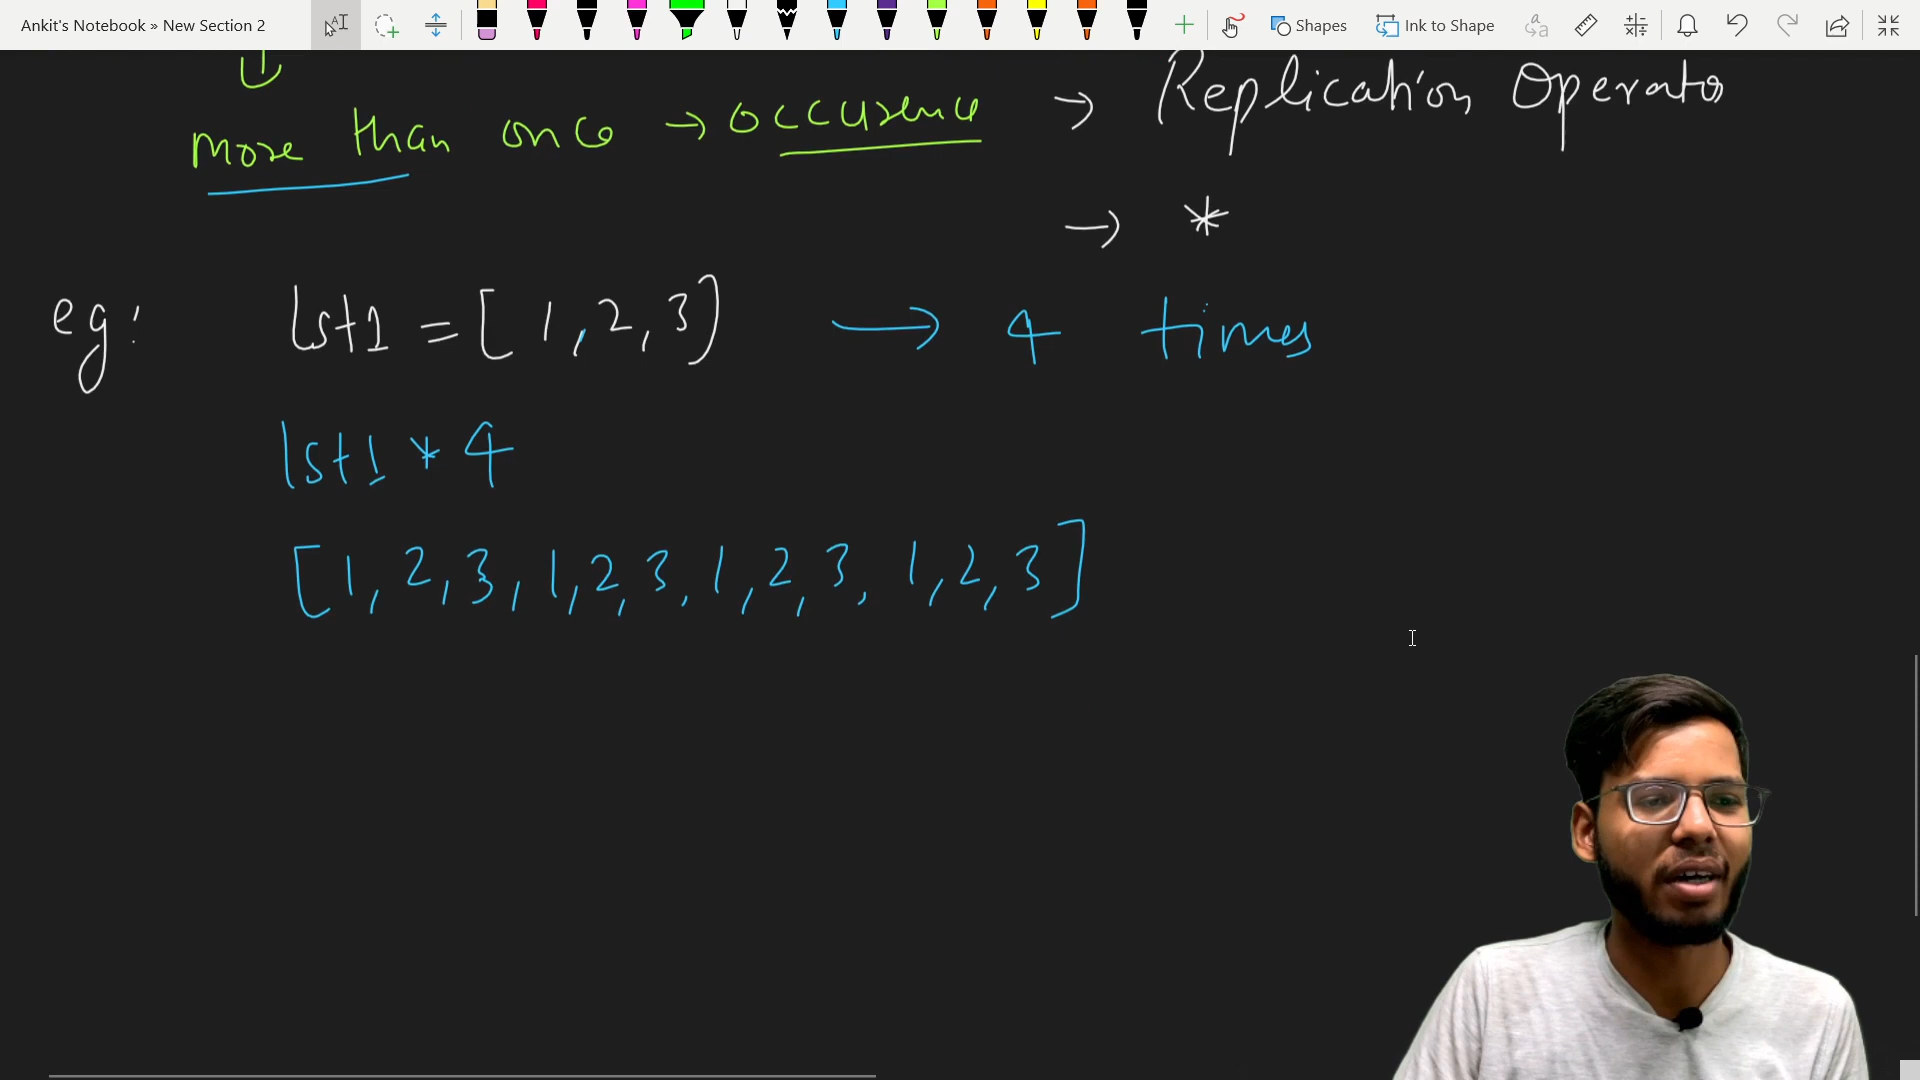 Ankit's Notebook » New Section 2
Shapes
Ink to Shape
more than once → occurence → Replication Operator
→ *
eg: lst1 = [1,2,3] → 4 times
lst1 * 4
[1, 2, 3, 1, 2, 3, 1, 2, 3, 1, 2, 3]